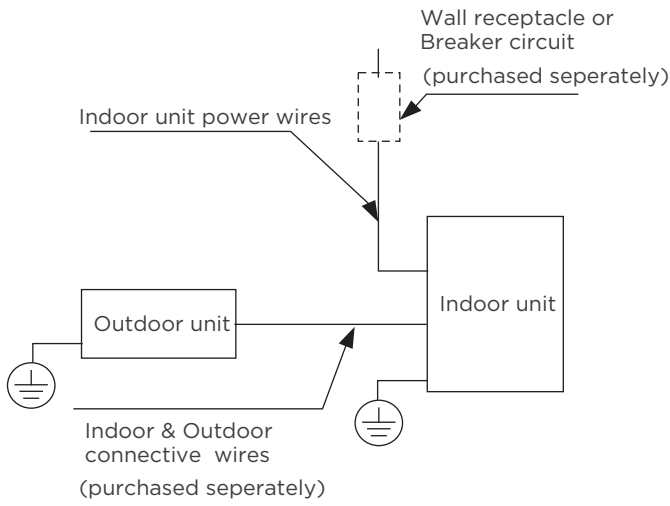 Wall receptacle or
Breaker circuit
(purchased seperately)
Indoor unit power wires
Indoor unit
Outdoor unit
Indoor & Outdoor
connective wires
(purchased seperately)